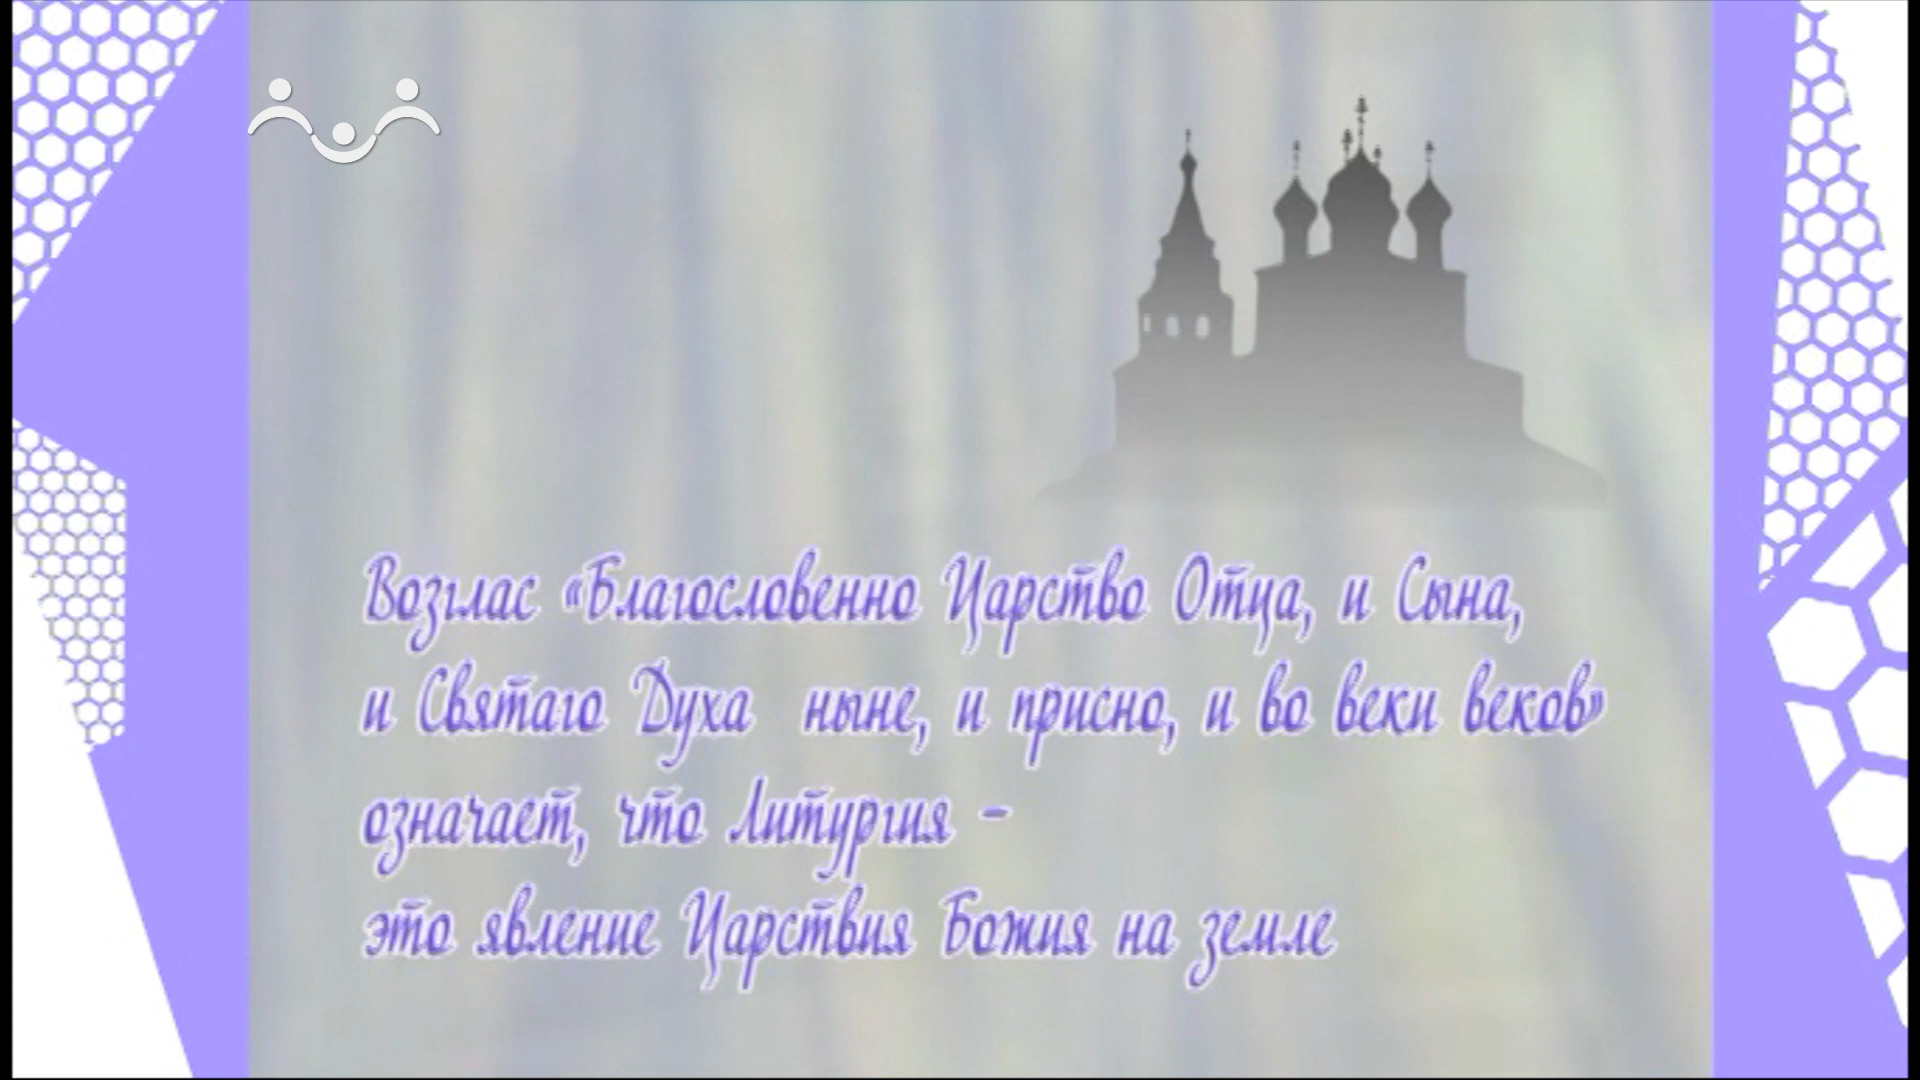 Возглас «Благословенно Царство Отца, и Сына,
и Святаго Духа ныне, и присно, и во веки веков»
означает, что Литургия –
это явление Царствия Божия на земле